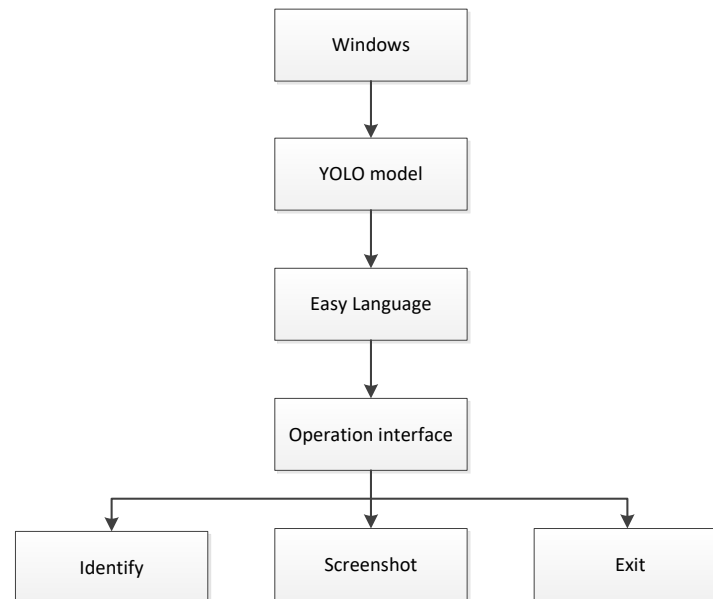 Windows
YOLO model
Easy Language
Operation interface
Identify
Screenshot
Exit